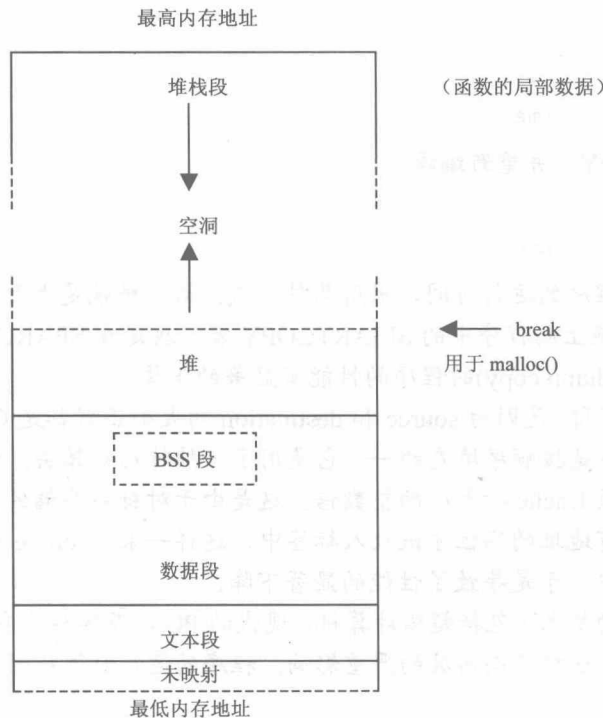 最高内存地址
堆栈段
(函数的局部数据)
空洞
break
堆
用于 malloc()
BSS 段
数据段
文本段
未映射
最低内存地址